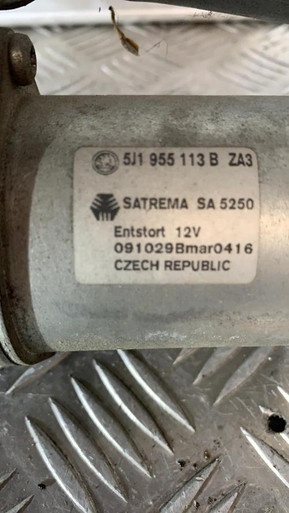 5J1 955 113 B ZA3
SATREMA SA 5250
Entstort 12V
091029Bmar0416
CZECH REPUBLIC